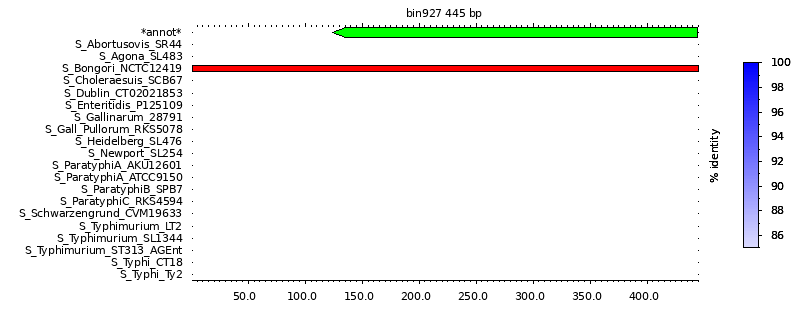 bin927 445 bp
*annot*
S_Abortusovis_SR44
S_Agona_SL483
S_Bongori_NCTC12419
S_Choleraesuis_SCB67
S_Dublin_CT02021853
S_Enteritidis_P125109
S_Gallinarum_28791
S_Gall_Pullorum_RKS5078
S_Heidelberg_SL476
S_Newport_SL254
S_ParatyphiA_AKU12601
S_ParatyphiA_ATCC9150
S_ParatyphiB_SPB7
S_ParatyphiC_RKS4594
S_Schwarzengrund_CVM19633
S_Typhimurium_LT2
S_Typhimurium_SL1344
S_Typhimurium_ST313_AGEnt
S_Typhi_CT18
S_Typhi_Ty2
50.0 100.0 150.0 200.0 250.0 300.0 350.0 400.0
% identity
100
98
96
94
92
90
88
86